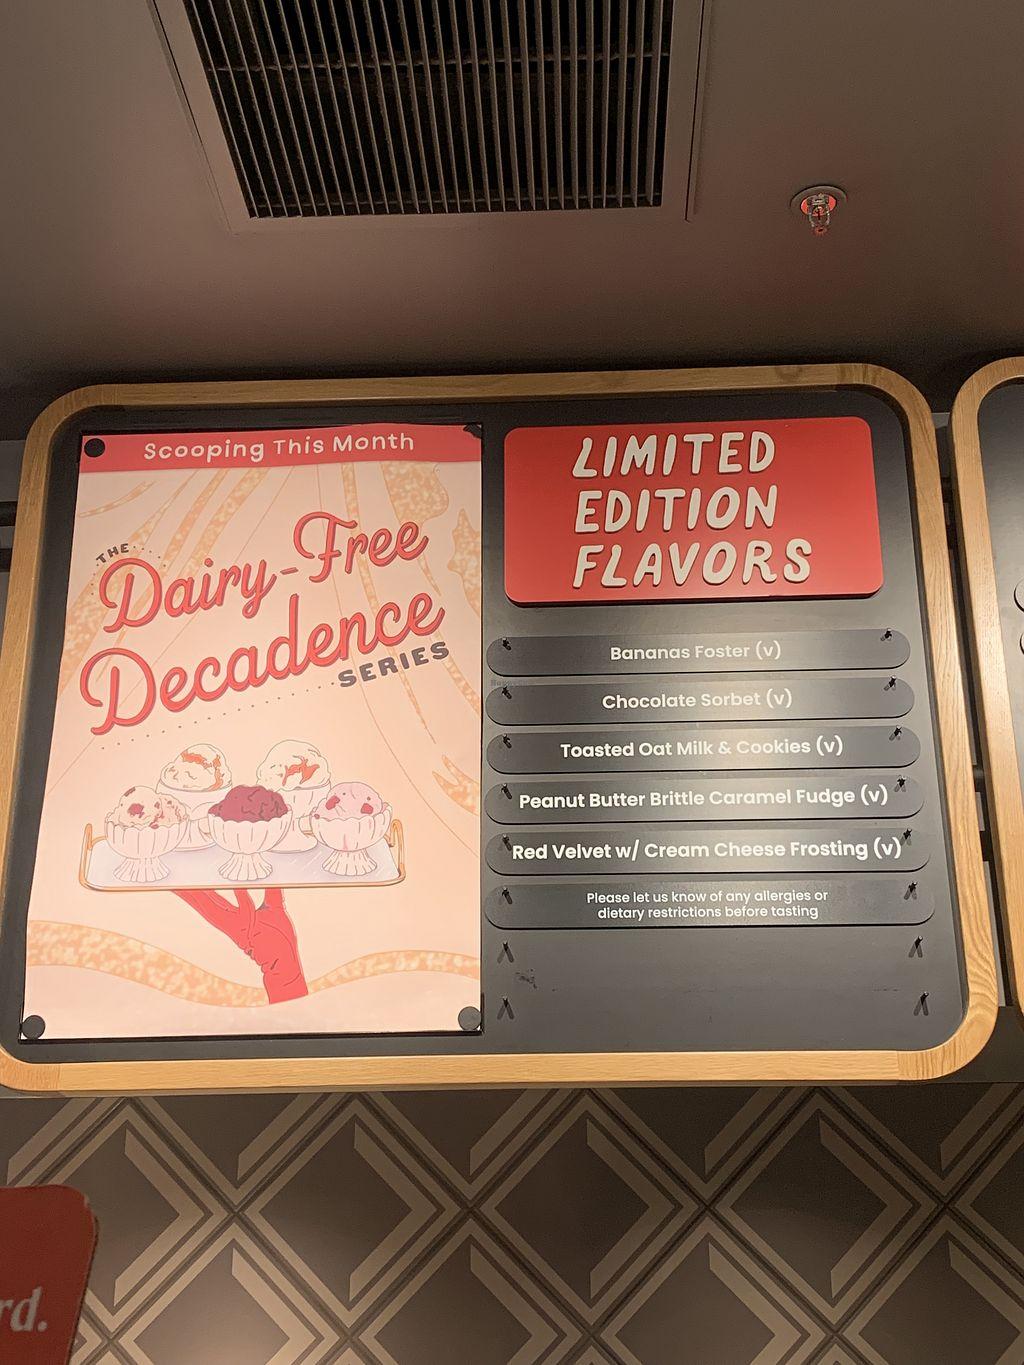 Scooping This Month
THE
Dairy-Free
Decadence
SERIES
LIMITED
EDITION
FLAVORS
Bananas Foster (v)
Chocolate Sorbet (v)
Toasted Oat Milk & Cookies (v)
Peanut Butter Brittle Caramel Fudge (v)
Red Velvet w/ Cream Cheese Frosting (v)
Please let us know of any allergies or
dietary restrictions before tasting
rd.